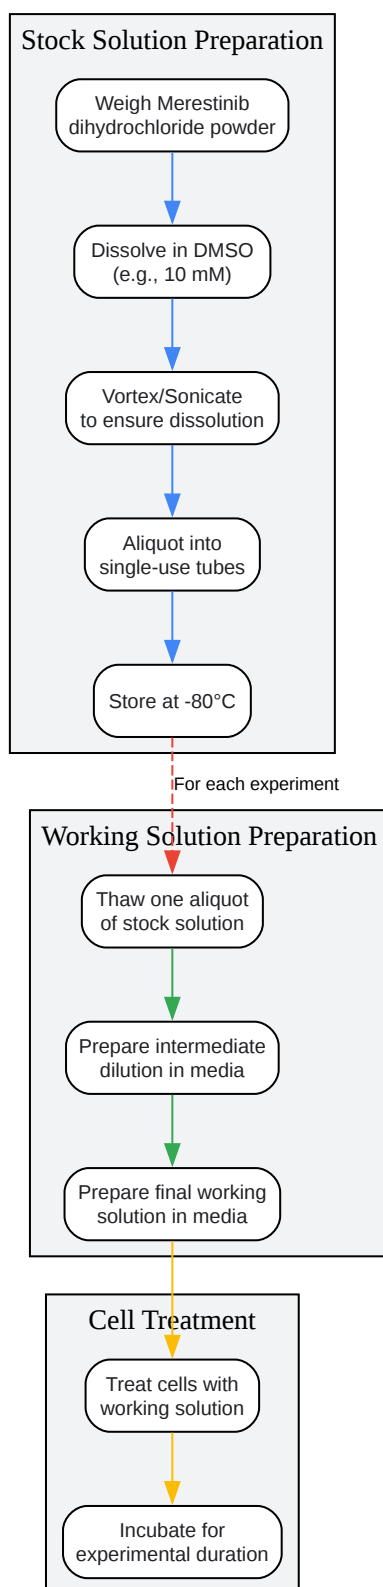 Stock Solution Preparation
Weigh Merestinib
dihydrochloride powder
Dissolve in DMSO
(e.g., 10 mM)
Vortex/Sonicate
to ensure dissolution
Aliquot into
single-use tubes
Store at -80°C
For each experiment
Working Solution Preparation
Thaw one aliquot
of stock solution
Prepare intermediate
dilution in media
Prepare final working
solution in media
Cell Treatment
Treat cells with
working solution
Incubate for
experimental duration